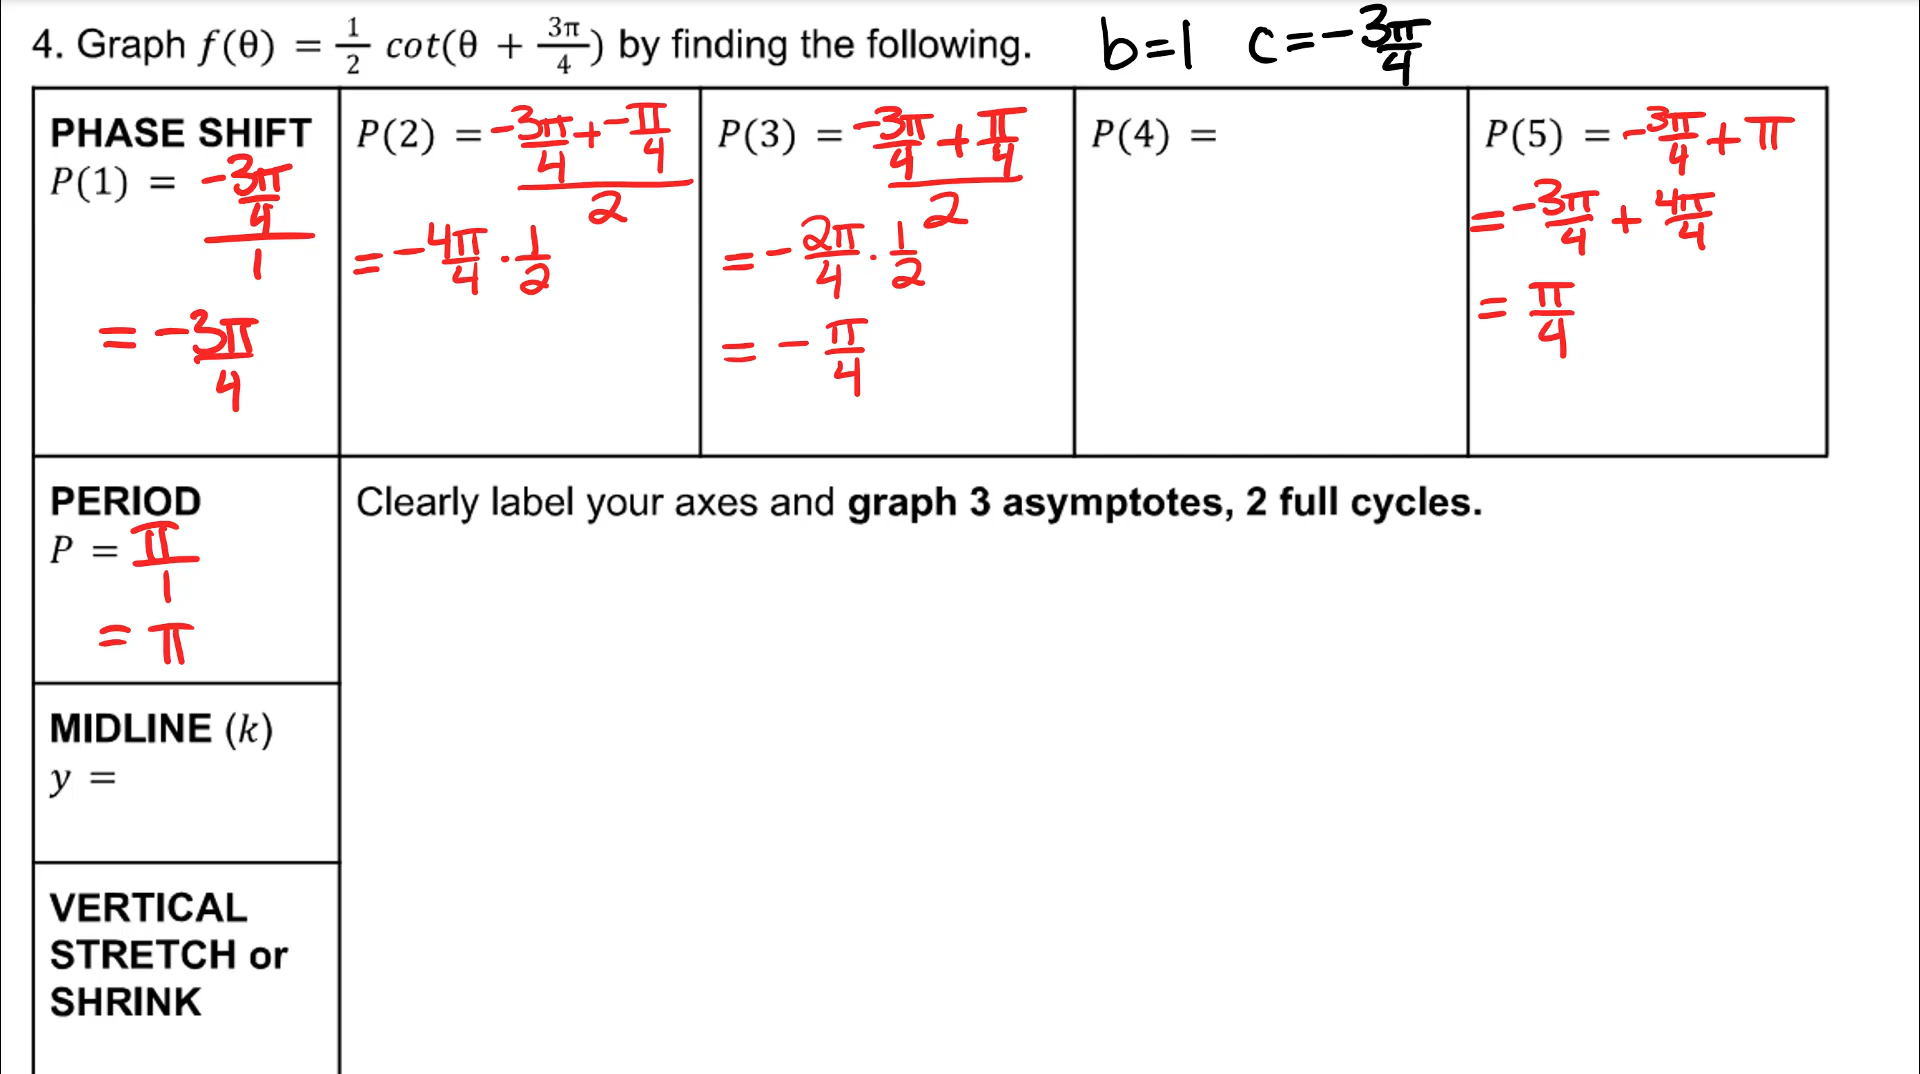 4. Graph f(θ) = 1/2 cot(θ + 3π/4) by finding the following. b=1 c=-3π/4
PHASE SHIFT
P(1) = (-3π/4)/1
= -3π/4
P(2) = (-3π/4 + -π/4)/2
= -4π/4 · 1/2
P(3) = (-3π/4 + π/4)/2
= -2π/4 · 1/2
= -π/4
P(4) =
P(5) = -3π/4 + π
= -3π/4 + 4π/4
= π/4
PERIOD
P = π/1
= π
Clearly label your axes and graph 3 asymptotes, 2 full cycles.
MIDLINE (k)
y =
VERTICAL
STRETCH or
SHRINK